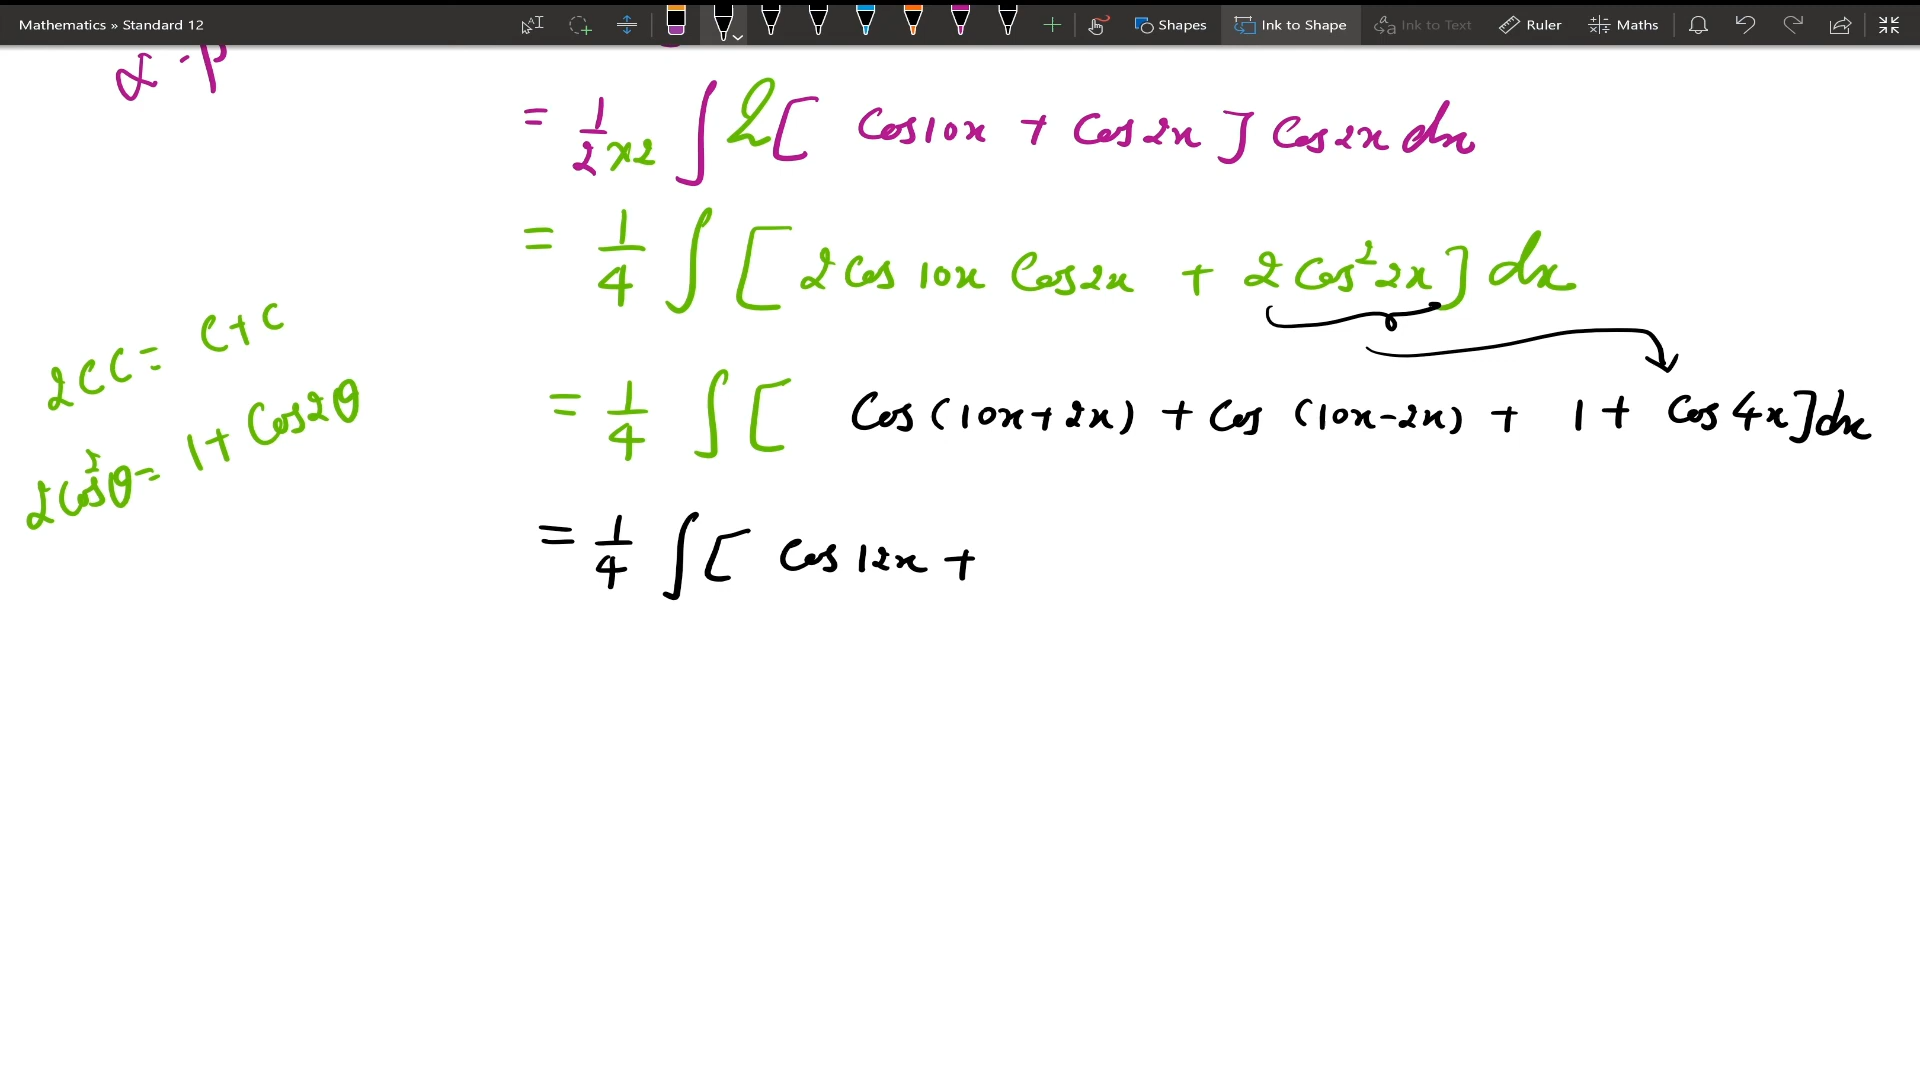 Mathematics » Standard 12
Shapes
Ink to Shape
Ink to Text
Ruler
Maths
= 1/2×2 ∫ 2[ Cos10x + Cos2x ] Cos2x dx
= 1/4 ∫ [ 2Cos 10x Cos2x + 2Cos²2x ] dx
2CC = C+C
2Cos²θ = 1+ Cos2θ
= 1/4 ∫ [ Cos (10x+2x) + Cos (10x-2x) + 1 + Cos 4x] dx
= 1/4 ∫ [ Cos 12x +